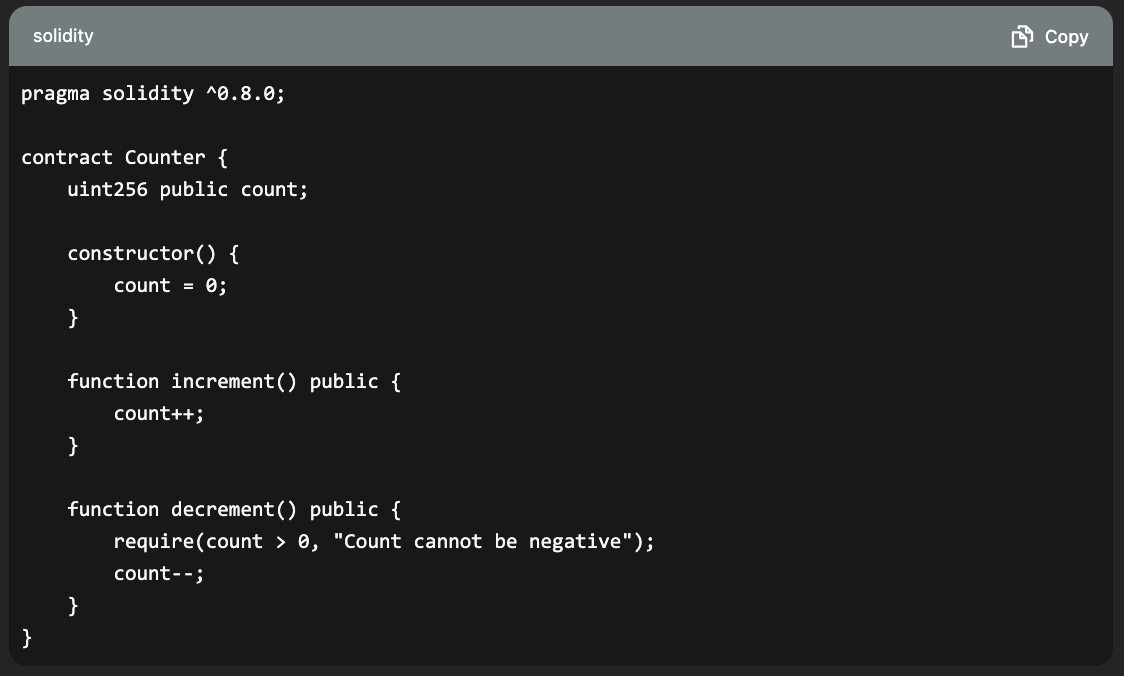 solidity
Copy
pragma solidity ^0.8.0;
contract Counter {
    uint256 public count;
    constructor() {
        count = 0;
    }
    function increment() public {
        count++;
    }
    function decrement() public {
        require(count > 0, "Count cannot be negative");
        count--;
    }
}